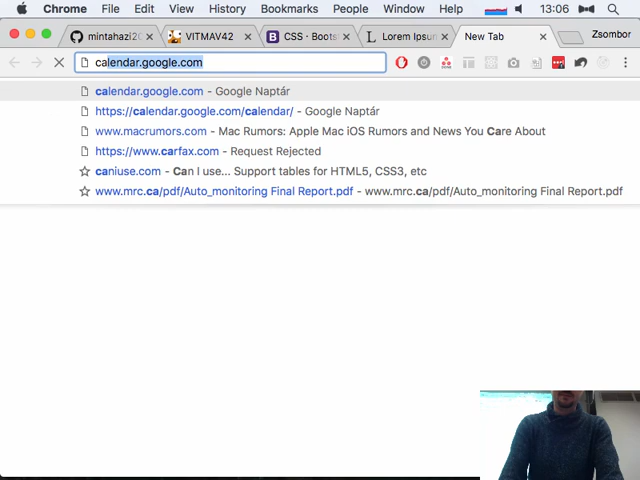 Chrome File Edit View History Bookmarks People Window Help 13:06
mintahazi20 VITMAV42 CSS · Bootst Lorem Ipsum New Tab Zsombor
calendar.google.com
calendar.google.com - Google Naptár
https://calendar.google.com/calendar/ - Google Naptár
www.macrumors.com - Mac Rumors: Apple Mac iOS Rumors and News You Care About
https://www.carfax.com - Request Rejected
caniuse.com - Can I use... Support tables for HTML5, CSS3, etc
www.mrc.ca/pdf/Auto_monitoring Final Report.pdf - www.mrc.ca/pdf/Auto_monitoring Final Report.pdf